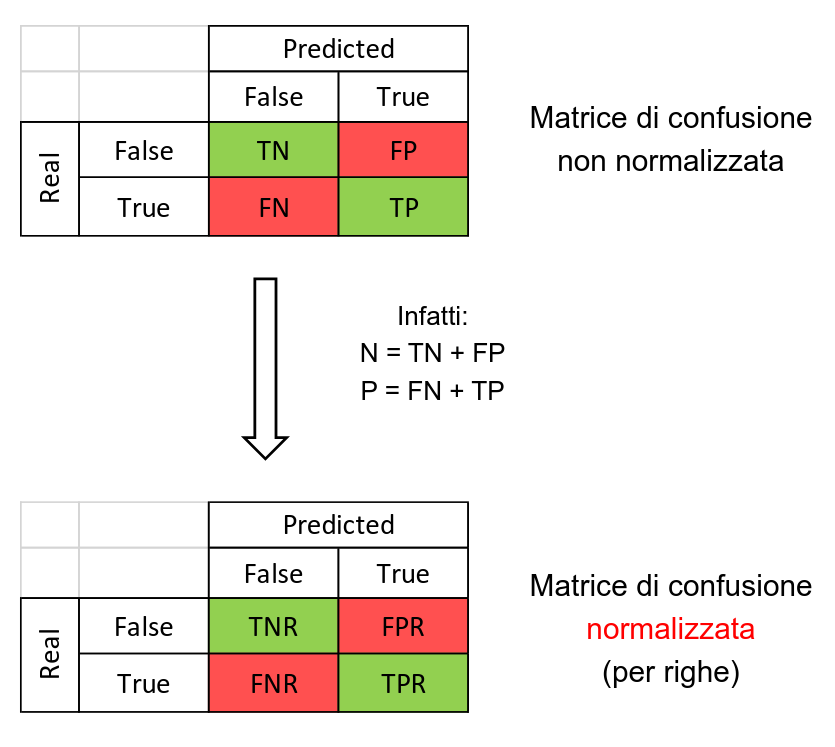 Predicted
False True
Real
False TN FP
True FN TP
Matrice di confusione
non normalizzata
Infatti:
N = TN + FP
P = FN + TP
Predicted
False True
Real
False TNR FPR
True FNR TPR
Matrice di confusione
normalizzata
(per righe)